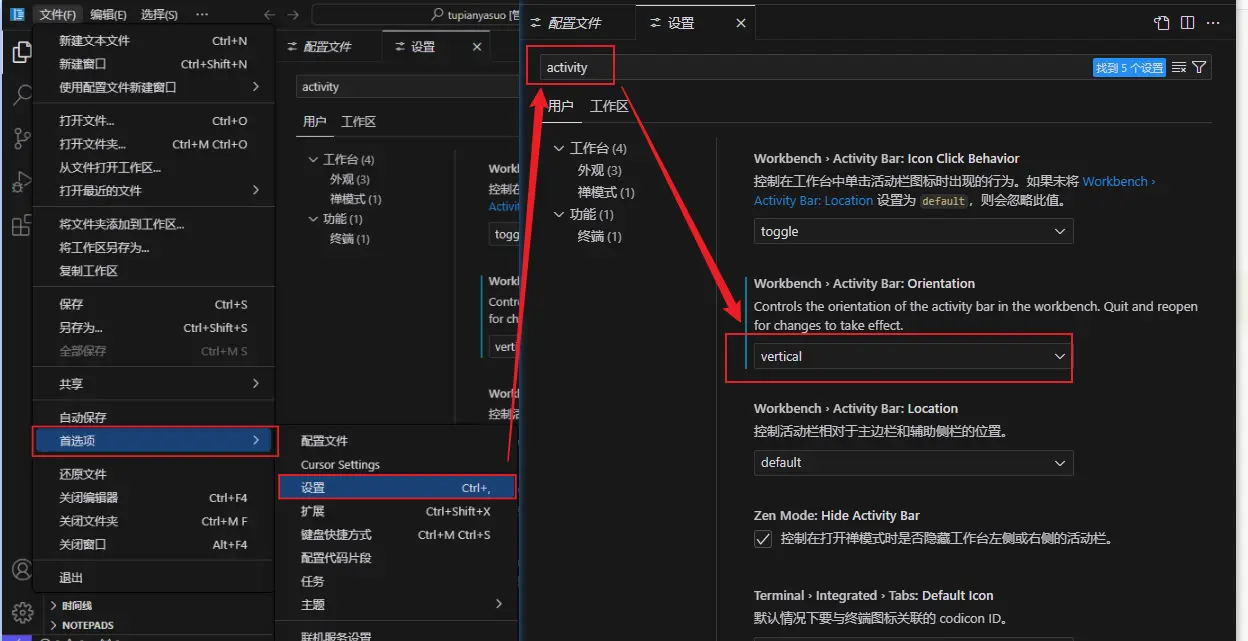 文件(F) 编辑(E) 选择(S) ···
tupianyasuo [智
新建文本文件 Ctrl+N
新建窗口 Ctrl+Shift+N
使用配置文件新建窗口
打开文件... Ctrl+O
打开文件夹... Ctrl+M Ctrl+O
从文件打开工作区...
打开最近的文件
将文件夹添加到工作区...
将工作区另存为...
复制工作区
保存 Ctrl+S
另存为... Ctrl+Shift+S
全部保存 Ctrl+M S
共享
自动保存
首选项
还原文件
关闭编辑器 Ctrl+F4
关闭文件夹 Ctrl+M F
关闭窗口 Alt+F4
退出
时间线
NOTEPADS
配置文件 设置
activity
用户 工作区
工作台 (4)
外观 (3)
禅模式 (1)
功能 (1)
终端 (1)
Workb
控制在
Activit
togg
Workb
Contro
for ch
verti
Workb
控制活
配置文件
Cursor Settings
设置 Ctrl+,
扩展 Ctrl+Shift+X
键盘快捷方式 Ctrl+M Ctrl+S
配置代码片段
任务
主题
联机服务设置
配置文件 设置
activity
找到 5 个设置
用户 工作区
工作台 (4)
外观 (3)
禅模式 (1)
功能 (1)
终端 (1)
Workbench › Activity Bar: Icon Click Behavior
控制在工作台中单击活动栏图标时出现的行为。如果未将 Workbench ›
Activity Bar: Location 设置为 default，则会忽略此值。
toggle
Workbench › Activity Bar: Orientation
Controls the orientation of the activity bar in the workbench. Quit and reopen
for changes to take effect.
vertical
Workbench › Activity Bar: Location
控制活动栏相对于主边栏和辅助侧栏的位置。
default
Zen Mode: Hide Activity Bar
控制在打开禅模式时是否隐藏工作台左侧或右侧的活动栏。
Terminal › Integrated › Tabs: Default Icon
默认情况下要与终端图标关联的 codicon ID。